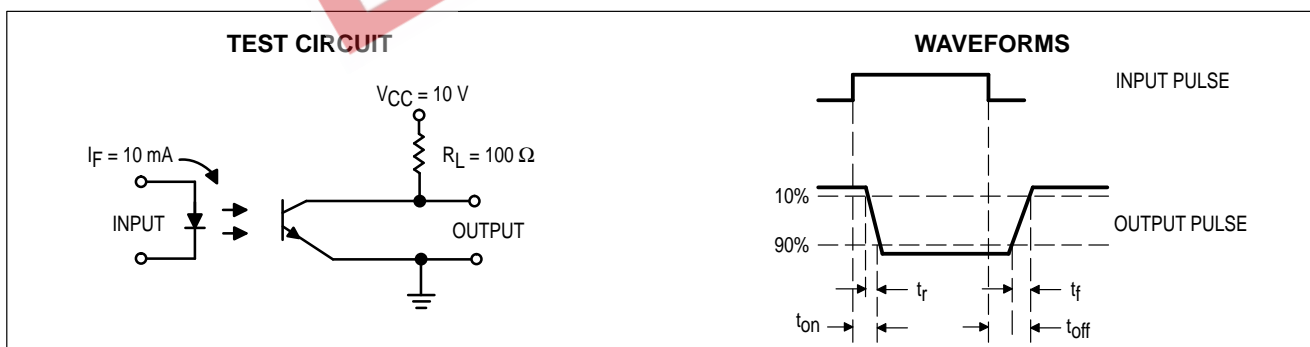 TEST CIRCUIT
VCC = 10 V
IF = 10 mA
RL = 100 Ω
INPUT
OUTPUT
WAVEFORMS
INPUT PULSE
10%
OUTPUT PULSE
90%
tr
tf
ton
toff